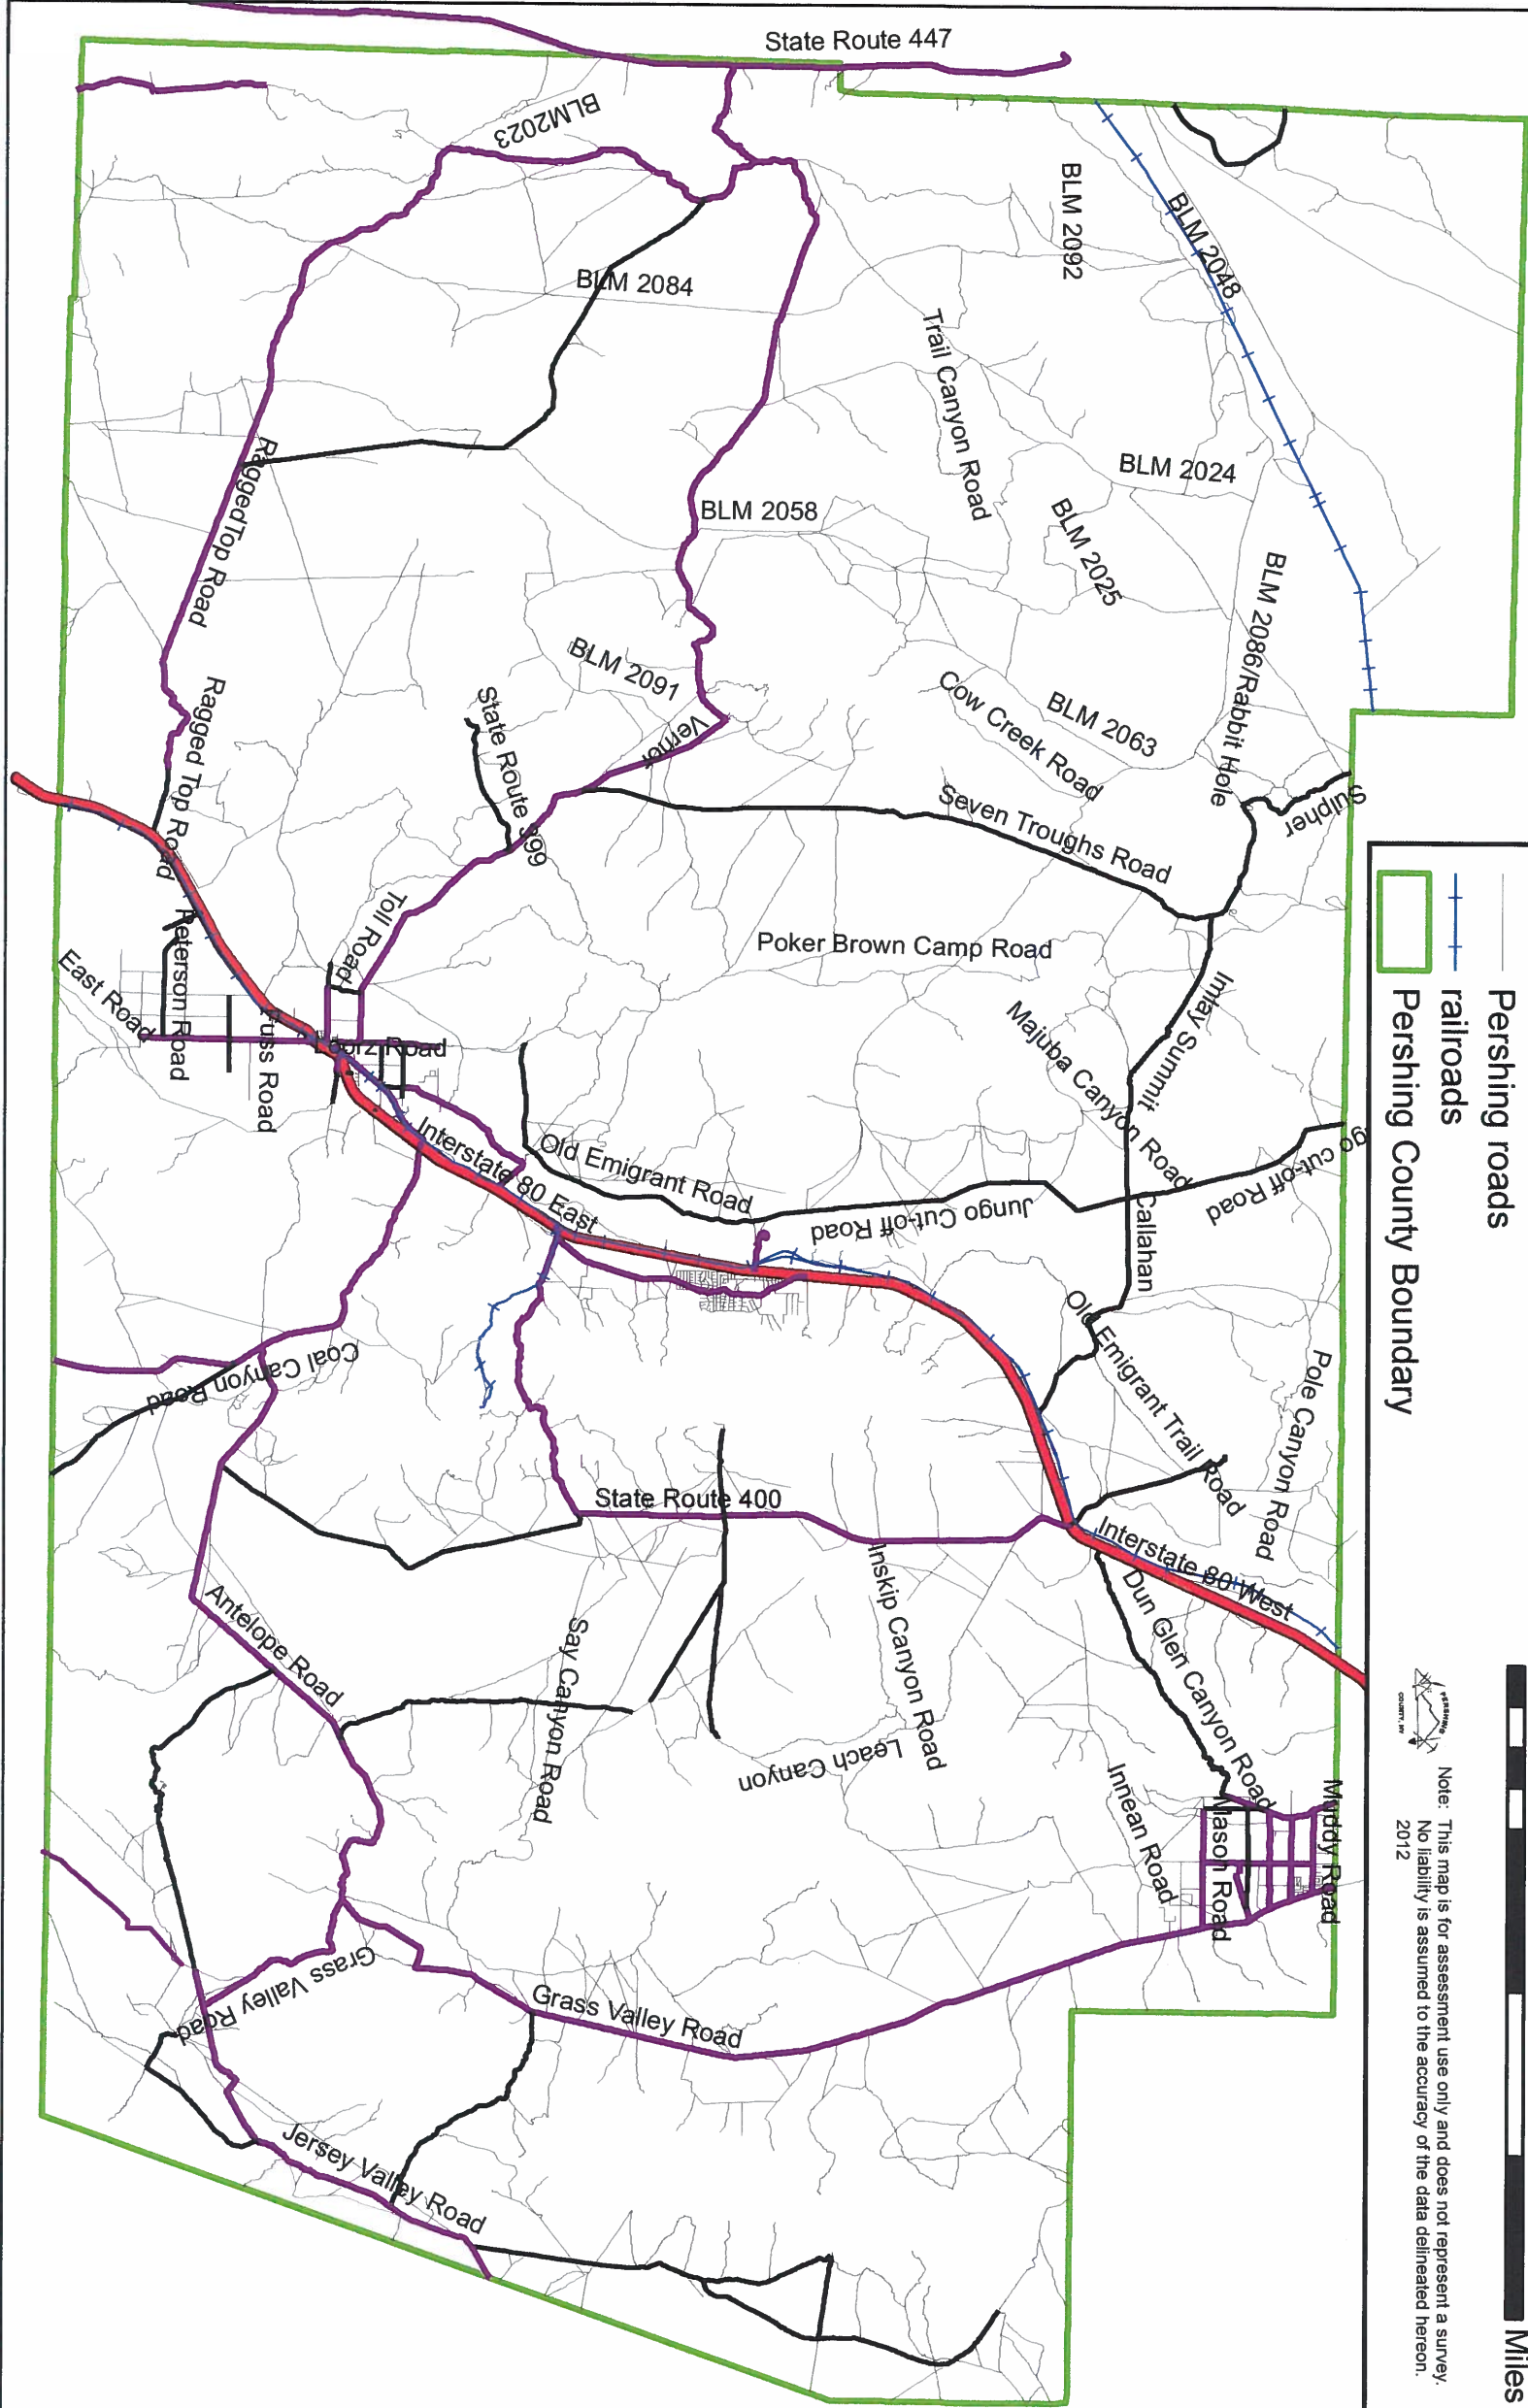 State Route 447
BLM2023
BLM 2092
BLM 2048
BLM 2084
Trail Canyon Road
BLM 2024
BLM 2025
BLM 2058
RaggedTop Road
BLM 2086/Rabbit Hole
BLM 2091
BLM 2063
Cow Creek Road
State Route 399
Ragged Top Road
Seven Troughs Road
Sulpher
Toll Road
Poker Brown Camp Road
Peterson Road
East Road
Imlay Summit
Majuba Canyon Road
Old Emigrant Road
Interstate 80 East
Jungo Cut-off Road
cut-off Road
Callahan
Old Emigrant Trail Road
Pole Canyon Road
Coal Canyon Road
State Route 400
Interstate 80 West
Inskip Canyon Road
Dun Glen Canyon Road
Antelope Road
Say Canyon Road
Leach Canyon
Innean Road
Mason Road
Muddy Road
Grass Valley Road
Grass Valley Road
Jersey Valley Road
Pershing roads
railroads
Pershing County Boundary
Miles
PERSHING
COUNTY, NV
Note: This map is for assessment use only and does not represent a survey.
No liability is assumed to the accuracy of the data delineated hereon.
2012